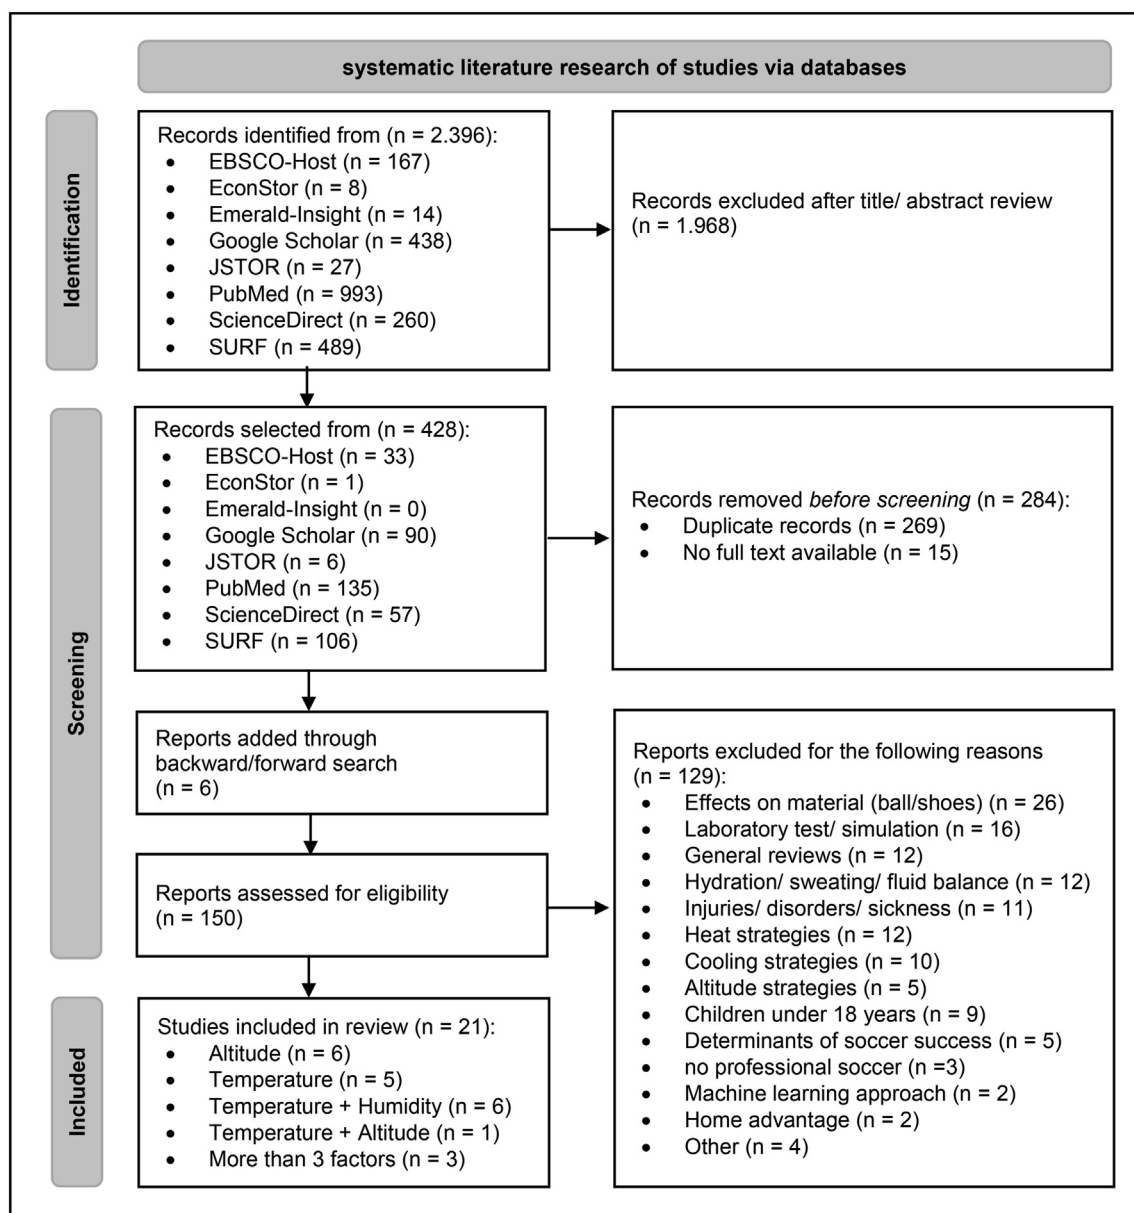 systematic literature research of studies via databases
Identification
Records identified from (n = 2.396):
• EBSCO-Host (n = 167)
• EconStor (n = 8)
• Emerald-Insight (n = 14)
• Google Scholar (n = 438)
• JSTOR (n = 27)
• PubMed (n = 993)
• ScienceDirect (n = 260)
• SURF (n = 489)
Records excluded after title/ abstract review
(n = 1.968)
Screening
Records selected from (n = 428):
• EBSCO-Host (n = 33)
• EconStor (n = 1)
• Emerald-Insight (n = 0)
• Google Scholar (n = 90)
• JSTOR (n = 6)
• PubMed (n = 135)
• ScienceDirect (n = 57)
• SURF (n = 106)
Records removed before screening (n = 284):
• Duplicate records (n = 269)
• No full text available (n = 15)
Reports added through
backward/forward search
(n = 6)
Reports assessed for eligibility
(n = 150)
Reports excluded for the following reasons
(n = 129):
• Effects on material (ball/shoes) (n = 26)
• Laboratory test/ simulation (n = 16)
• General reviews (n = 12)
• Hydration/ sweating/ fluid balance (n = 12)
• Injuries/ disorders/ sickness (n = 11)
• Heat strategies (n = 12)
• Cooling strategies (n = 10)
• Altitude strategies (n = 5)
• Children under 18 years (n = 9)
• Determinants of soccer success (n = 5)
• no professional soccer (n =3)
• Machine learning approach (n = 2)
• Home advantage (n = 2)
• Other (n = 4)
Included
Studies included in review (n = 21):
• Altitude (n = 6)
• Temperature (n = 5)
• Temperature + Humidity (n = 6)
• Temperature + Altitude (n = 1)
• More than 3 factors (n = 3)